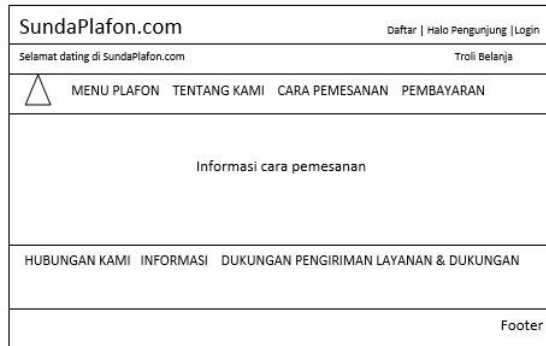 SundaPlafon.com Daftar | Halo Pengunjung |Login
Selamat dating di SundaPlafon.com Troli Belanja
MENU PLAFON TENTANG KAMI CARA PEMESANAN PEMBAYARAN
Informasi cara pemesanan
HUBUNGAN KAMI INFORMASI DUKUNGAN PENGIRIMAN LAYANAN & DUKUNGAN
Footer